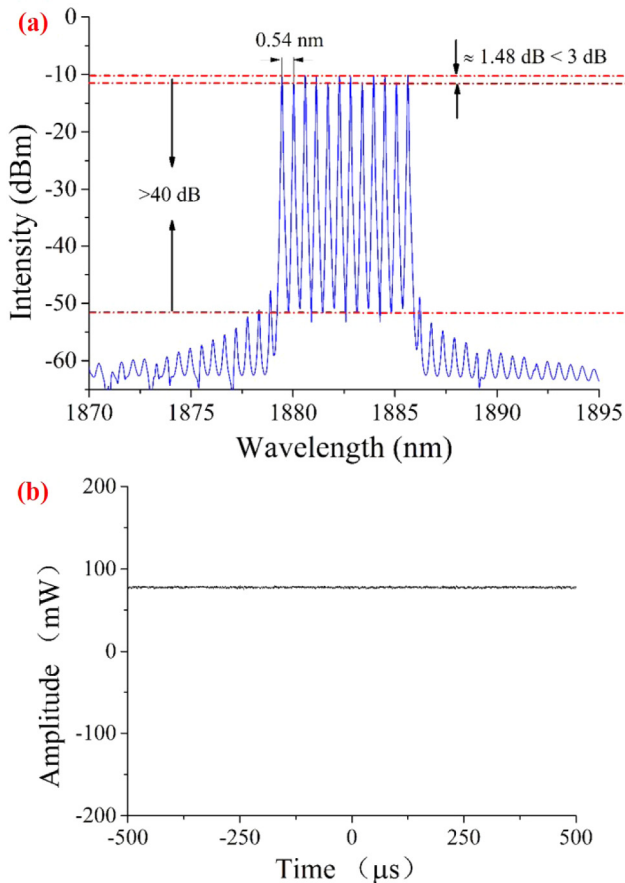 (a)
0
-10
-20
-30
-40
-50
-60
Intensity (dBm)
0.54 nm
≈ 1.48 dB < 3 dB
>40 dB
1870 1875 1880 1885 1890 1895
Wavelength (nm)
(b)
200
100
0
-100
-200
Amplitude （mW）
-500 -250 0 250 500
Time （μs）